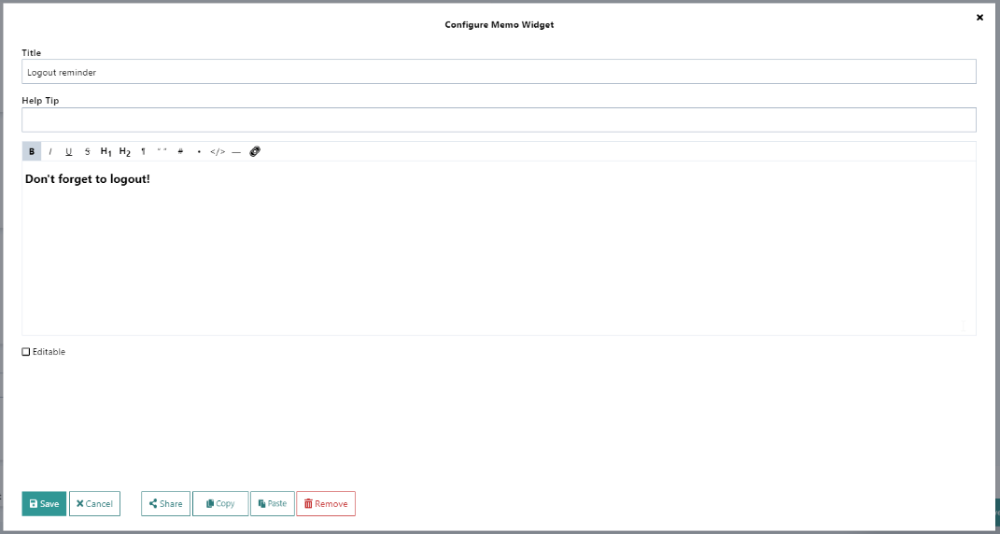 Configure Memo Widget
Title
Logout reminder
Help Tip
B I U S H1 H2 ¶ “ ” # • </> —
Don't forget to logout!
Editable
Save Cancel Share Copy Paste Remove